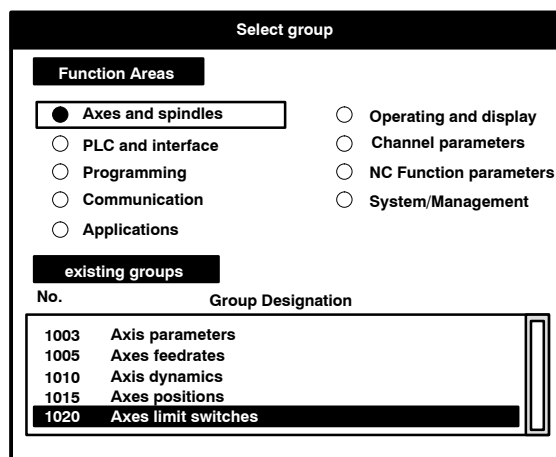 Select group
Function Areas
Axes and spindles
PLC and interface
Programming
Communication
Applications
Operating and display
Channel parameters
NC Function parameters
System/Management
existing groups
No. Group Designation
1003 Axis parameters
1005 Axes feedrates
1010 Axis dynamics
1015 Axes positions
1020 Axes limit switches